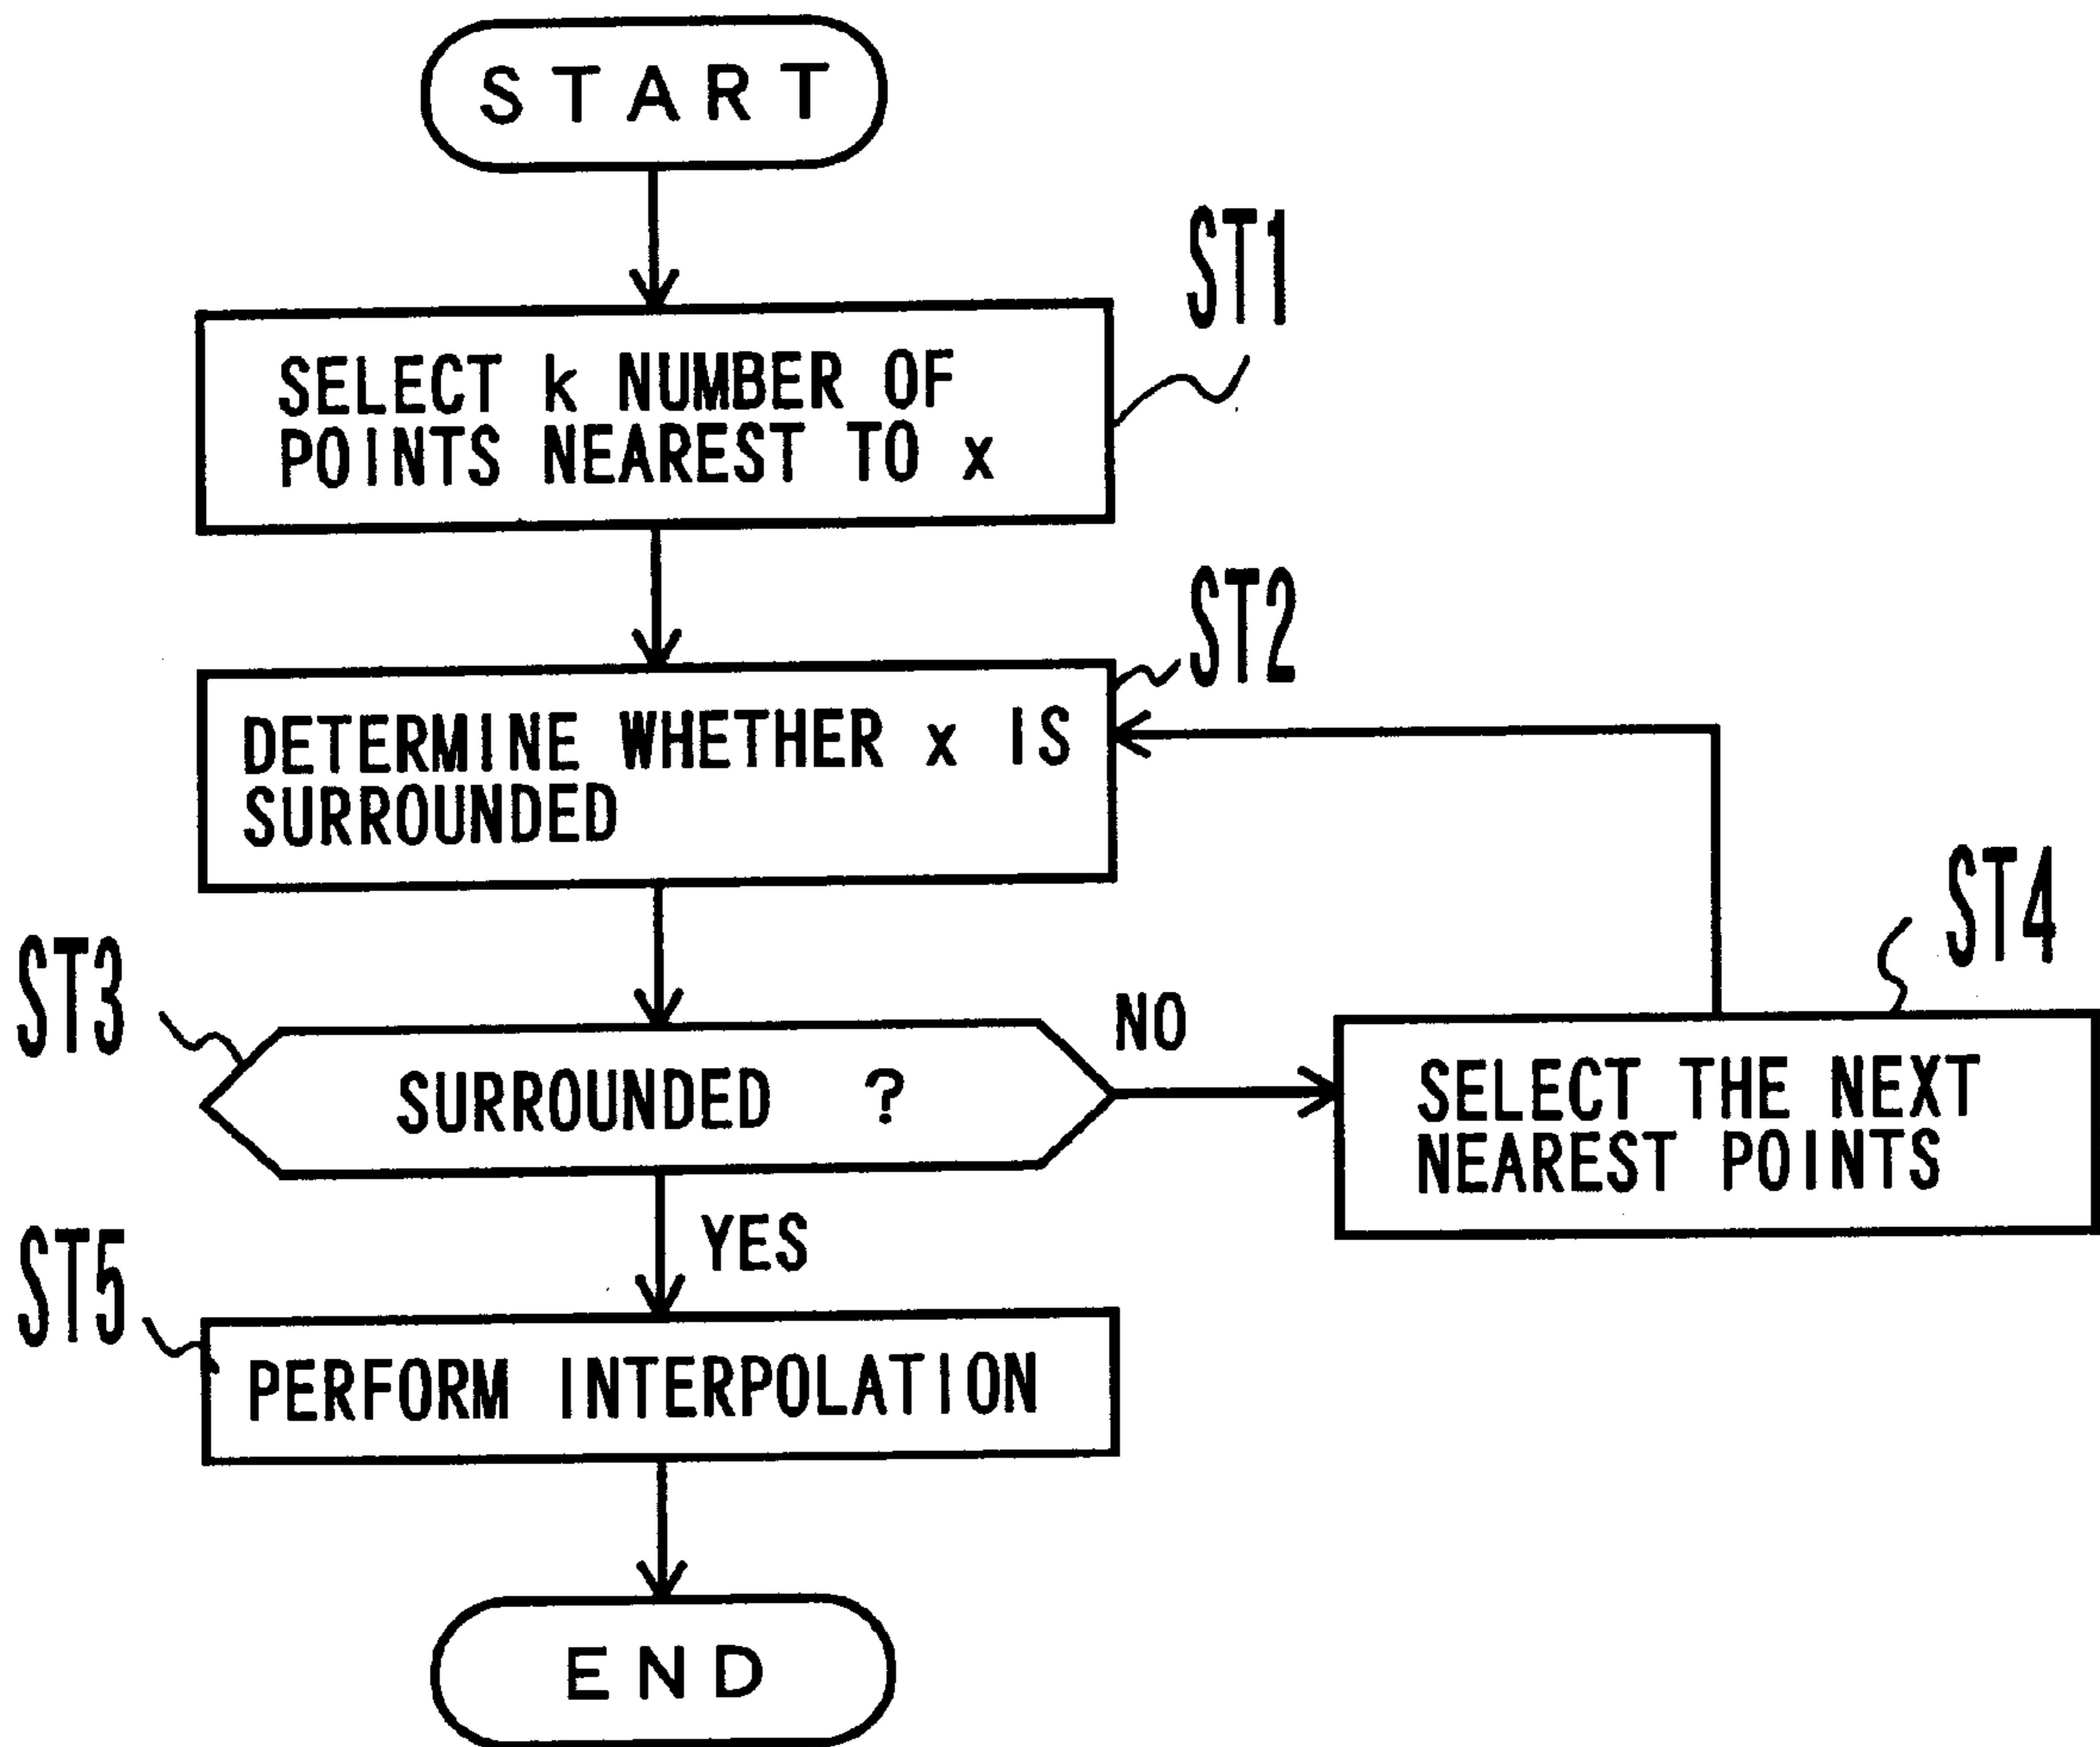 START
ST1
SELECT k NUMBER OF
POINTS NEAREST TO x
ST2
DETERMINE WHETHER x IS
SURROUNDED
ST3
SURROUNDED ?
NO
ST4
SELECT THE NEXT
NEAREST POINTS
YES
ST5
PERFORM INTERPOLATION
END